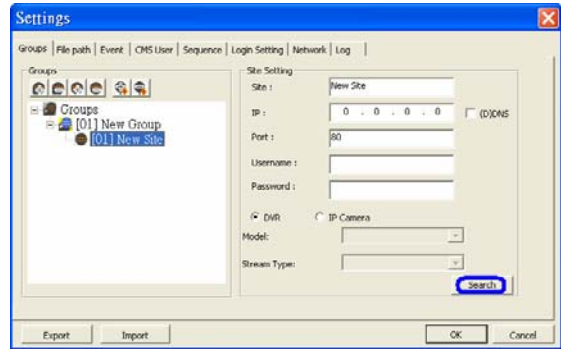 Settings
Groups File path Event CMS User Sequence Login Setting Network Log
Groups
Groups
[01] New Group
[01] New Site
Site Setting
Site : New Site
IP : 0 . 0 . 0 . 0 (D)DNS
Port : 80
Username :
Password :
DVR IP Camera
Model:
Stream Type:
Search
Export Import OK Cancel